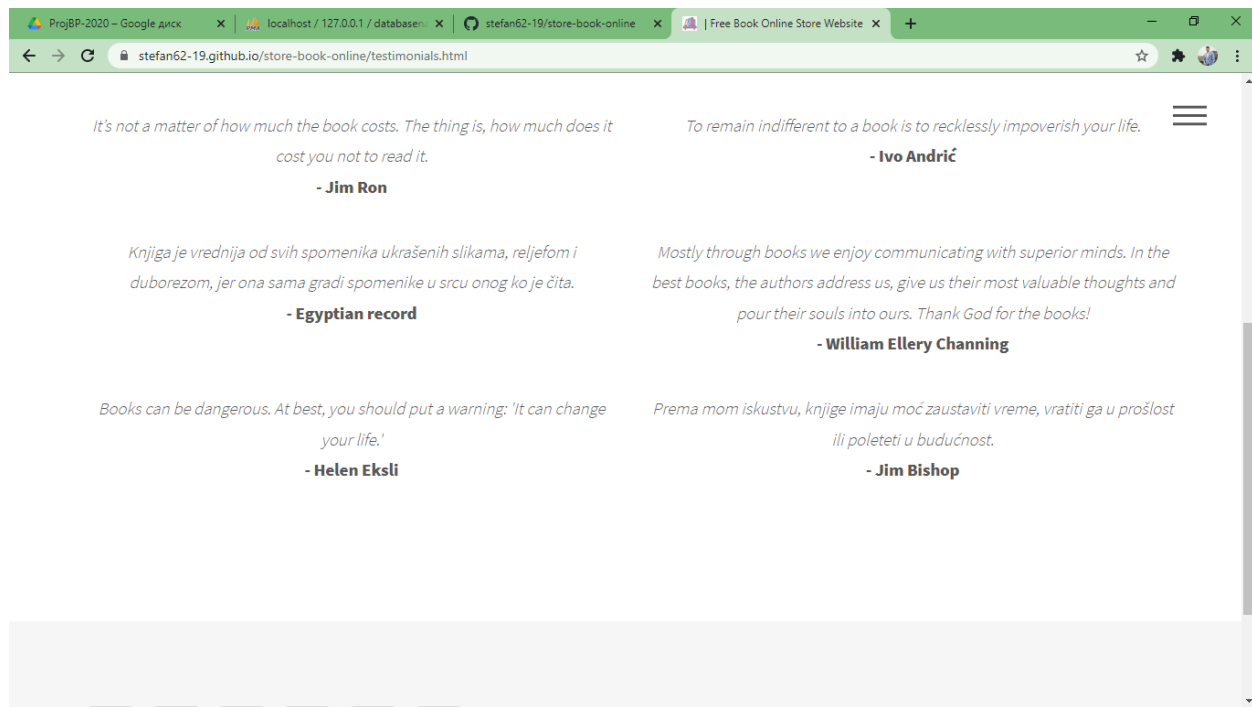 ProjBP-2020 – Google диск
localhost / 127.0.0.1 / databasen
stefan62-19/store-book-online
| Free Book Online Store Website
stefan62-19.github.io/store-book-online/testimonials.html
It's not a matter of how much the book costs. The thing is, how much does it
cost you not to read it.
- Jim Ron
To remain indifferent to a book is to recklessly impoverish your life.
- Ivo Andrić
Knjiga je vrednija od svih spomenika ukrašenih slikama, reljefom i
duborezom, jer ona sama gradi spomenike u srcu onog ko je čita.
- Egyptian record
Mostly through books we enjoy communicating with superior minds. In the
best books, the authors address us, give us their most valuable thoughts and
pour their souls into ours. Thank God for the books!
- William Ellery Channing
Books can be dangerous. At best, you should put a warning: 'It can change
your life.'
- Helen Eksli
Prema mom iskustvu, knjige imaju moć zaustaviti vreme, vratiti ga u prošlost
ili poleteti u budućnost.
- Jim Bishop